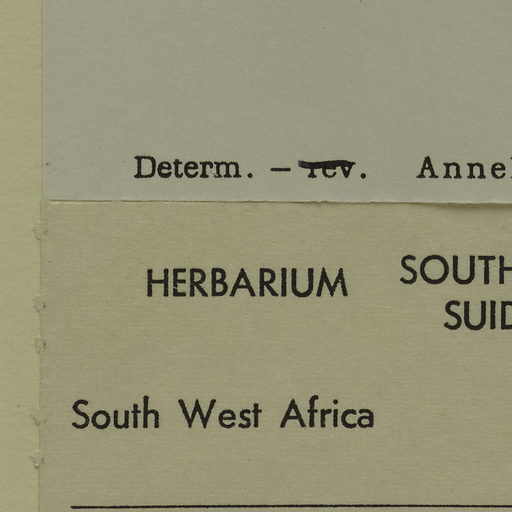 Determ. – rev. Anne
HERBARIUM
SOUTH
SUID
South West Africa